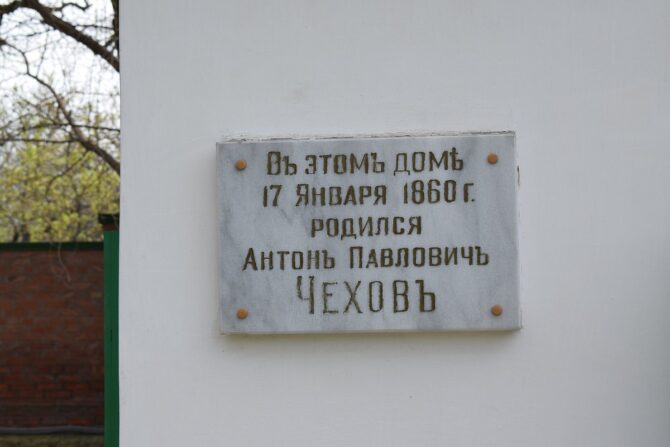 Въ этомъ домѣ
17 Января 1860 г.
родился
Антонъ Павловичъ
Чеховъ